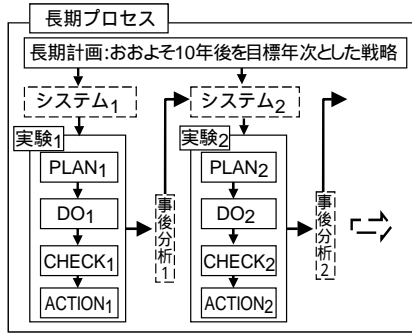 長期プロセス
長期計画:おおよそ10年後を目標年次とした戦略
システム1
実験1
PLAN1
DO1
CHECK1
ACTION1
事後分析1
システム2
実験2
PLAN2
DO2
CHECK2
ACTION2
事後分析2